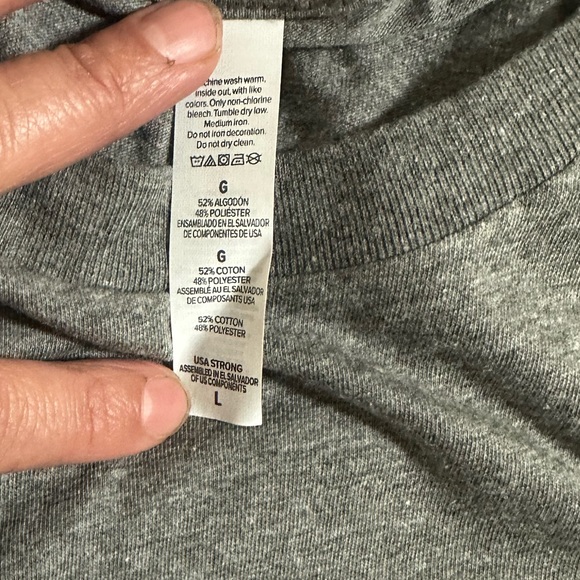 wash warm,
inside out, with like
colors. Only non-chlorine
bleach. Tumble dry low.
Medium iron.
Do not iron decoration.
Do not dry clean.
G
52% ALGODÓN
48% POLIÉSTER
ENSAMBLADO EN EL SALVADOR
DE COMPONENTES DE USA
G
52% COTON
48% POLYESTER
ASSEMBLÉ AU EL SALVADOR
DE COMPOSANTS USA
52% COTTON
48% POLYESTER
USA STRONG
ASSEMBLED IN EL SALVADOR
OF US COMPONENTS
L